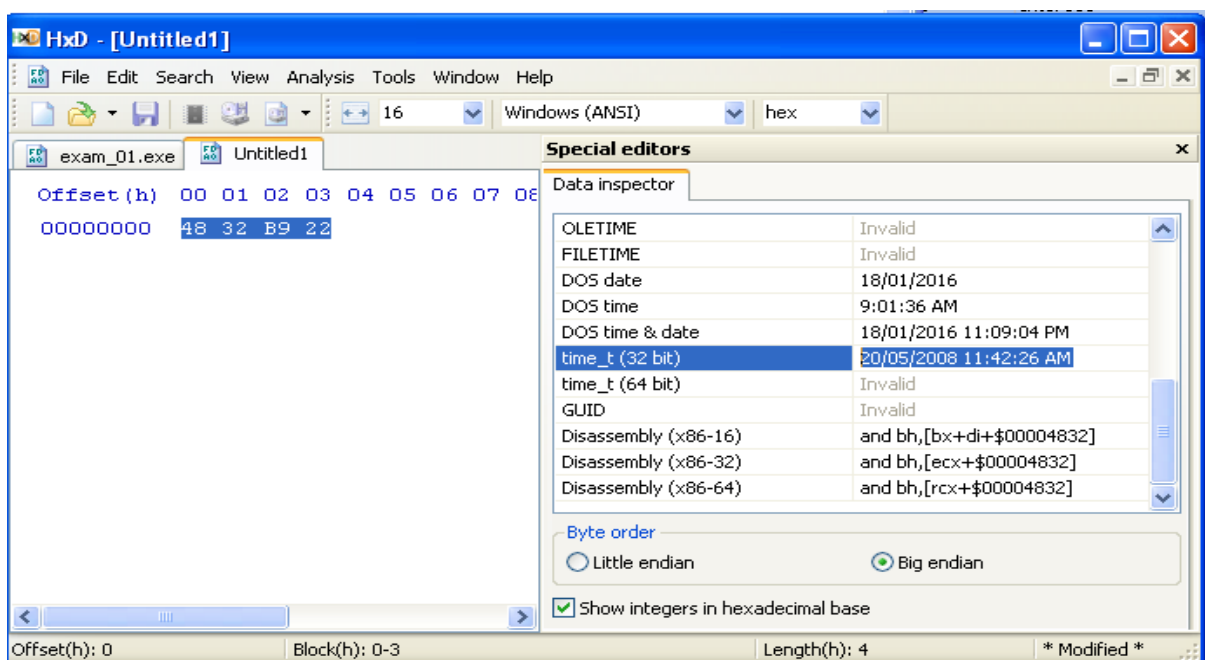 HxD - [Untitled1]
File Edit Search View Analysis Tools Window Help
16 Windows (ANSI) hex
exam_01.exe Untitled1
Offset(h) 00 01 02 03 04 05 06 07 08
00000000 48 32 B9 22
Special editors
Data inspector
OLETIME Invalid
FILETIME Invalid
DOS date 18/01/2016
DOS time 9:01:36 AM
DOS time & date 18/01/2016 11:09:04 PM
time_t (32 bit) 20/05/2008 11:42:26 AM
time_t (64 bit) Invalid
GUID Invalid
Disassembly (x86-16) and bh,[bx+di+$00004832]
Disassembly (x86-32) and bh,[ecx+$00004832]
Disassembly (x86-64) and bh,[rcx+$00004832]
Byte order
Little endian Big endian
Show integers in hexadecimal base
Offset(h): 0 Block(h): 0-3 Length(h): 4 * Modified *